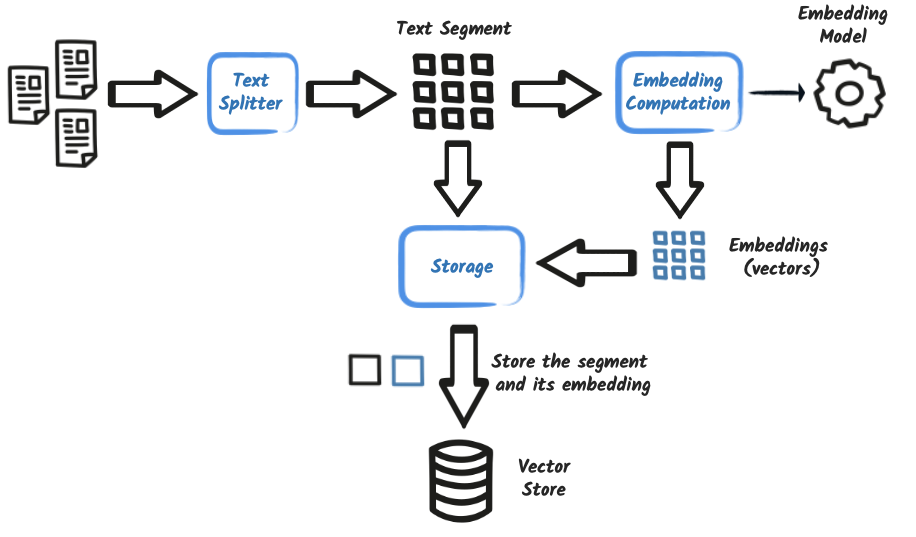 Embedding
Model
Text Segment
Text
Splitter
Embedding
Computation
Storage
Embeddings
(vectors)
Store the segment
and its embedding
Vector
Store